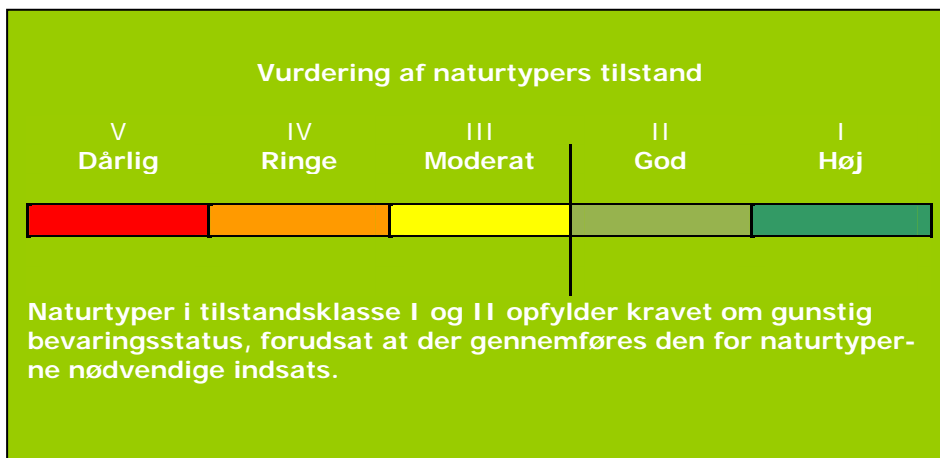 Vurdering af naturtypers tilstand
V IV III II I
Dårlig Ringe Moderat God Høj
Naturtyper i tilstandsklasse I og II opfylder kravet om gunstig
bevaringsstatus, forudsat at der gennemføres den for naturtyper-
ne nødvendige indsats.